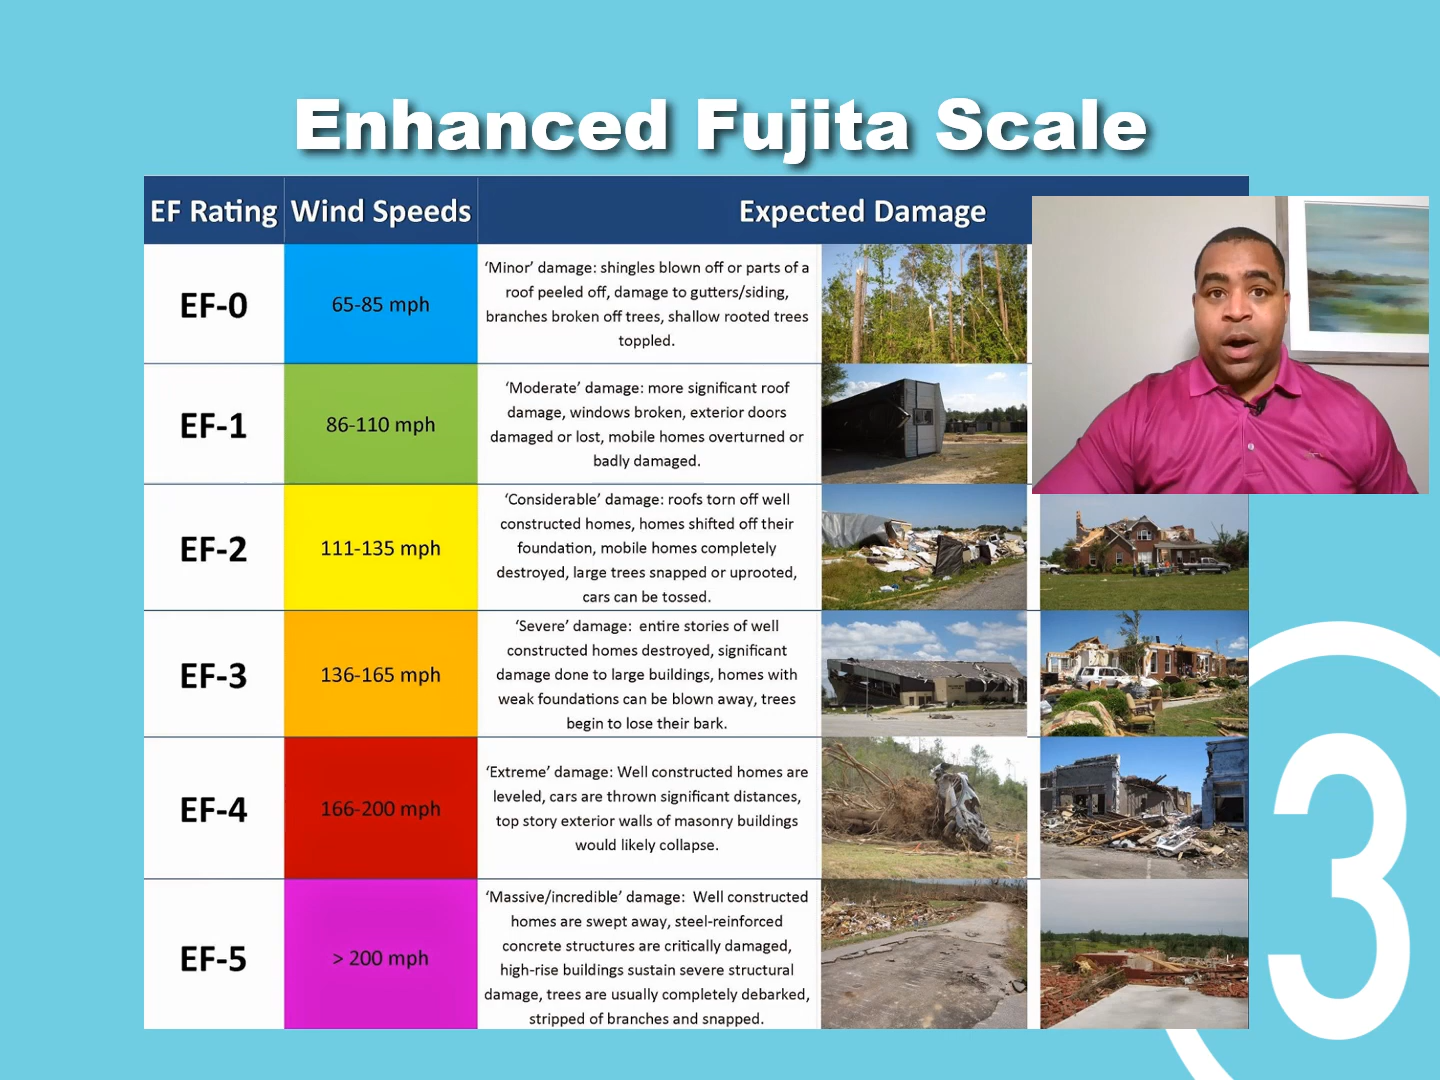 Enhanced Fujita Scale
EF Rating
Wind Speeds
Expected Damage
EF-0
65-85 mph
‘Minor’ damage: shingles blown off or parts of a
roof peeled off, damage to gutters/siding,
branches broken off trees, shallow rooted trees
toppled.
EF-1
86-110 mph
‘Moderate’ damage: more significant roof
damage, windows broken, exterior doors
damaged or lost, mobile homes overturned or
badly damaged.
EF-2
111-135 mph
‘Considerable’ damage: roofs torn off well
constructed homes, homes shifted off their
foundation, mobile homes completely
destroyed, large trees snapped or uprooted,
cars can be tossed.
EF-3
136-165 mph
‘Severe’ damage: entire stories of well
constructed homes destroyed, significant
damage done to large buildings, homes with
weak foundations can be blown away, trees
begin to lose their bark.
EF-4
166-200 mph
‘Extreme’ damage: Well constructed homes are
leveled, cars are thrown significant distances,
top story exterior walls of masonry buildings
would likely collapse.
EF-5
> 200 mph
‘Massive/incredible’ damage: Well constructed
homes are swept away, steel-reinforced
concrete structures are critically damaged,
high-rise buildings sustain severe structural
damage, trees are usually completely debarked,
stripped of branches and snapped.
3